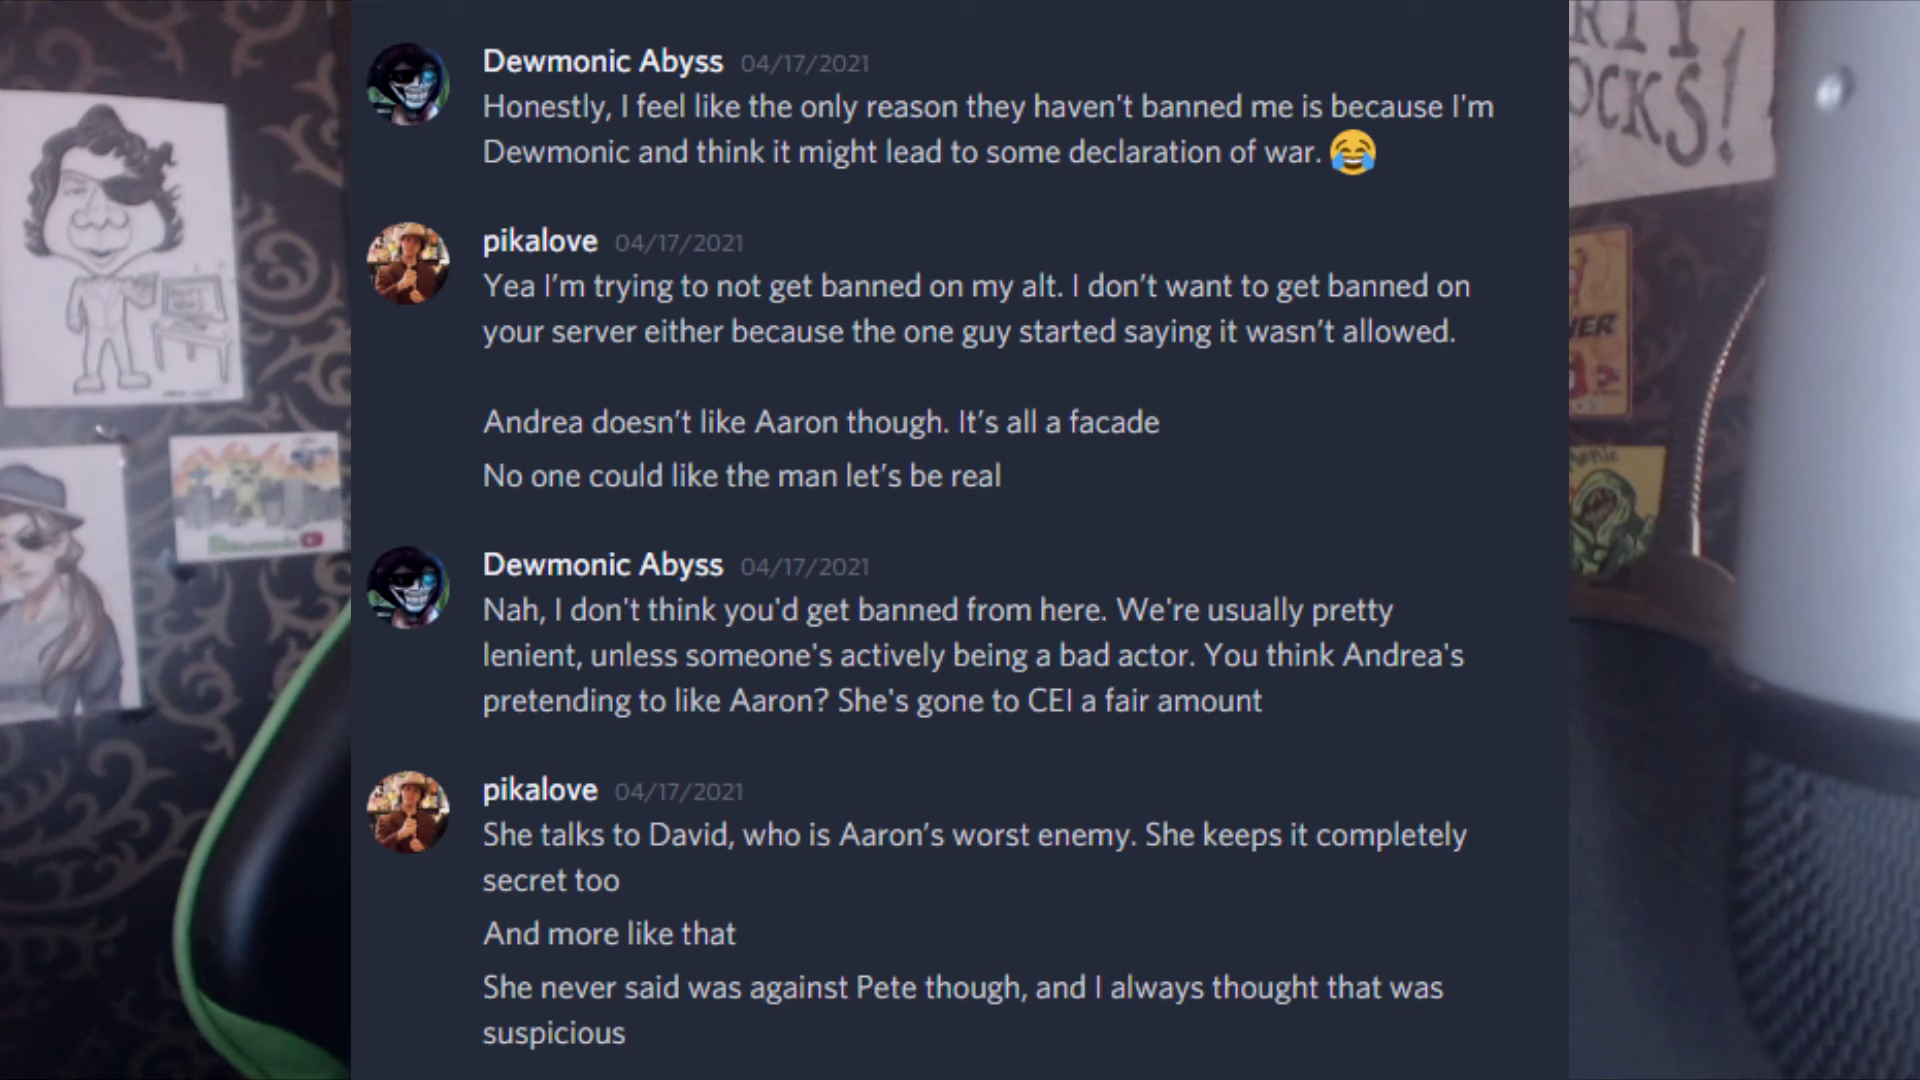 Dewmonic Abyss 04/17/2021
Honestly, I feel like the only reason they haven't banned me is because I'm
Dewmonic and think it might lead to some declaration of war. 😂
pikalove 04/17/2021
Yea I’m trying to not get banned on my alt. I don’t want to get banned on
your server either because the one guy started saying it wasn’t allowed.
Andrea doesn’t like Aaron though. It’s all a facade
No one could like the man let’s be real
Dewmonic Abyss 04/17/2021
Nah, I don't think you'd get banned from here. We're usually pretty
lenient, unless someone's actively being a bad actor. You think Andrea's
pretending to like Aaron? She's gone to CEI a fair amount
pikalove 04/17/2021
She talks to David, who is Aaron’s worst enemy. She keeps it completely
secret too
And more like that
She never said was against Pete though, and I always thought that was
suspicious
RTY
OCKS!